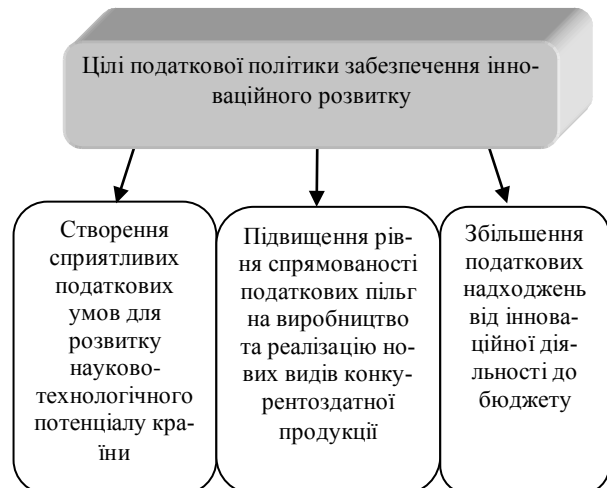 Цілі податкової політики забезпечення інно-
ваційного розвитку
Створення
сприятливих
податкових
умов для
розвитку
науково-
технологічного
потенціалу кра-
їни
Підвищення рів-
ня спрямованості
податкових пільг
на виробництво
та реалізацію но-
вих видів конку-
рентоздатної
продукції
Збільшення
податкових
надходжень
від іннова-
ційної дія-
льності до
бюджету